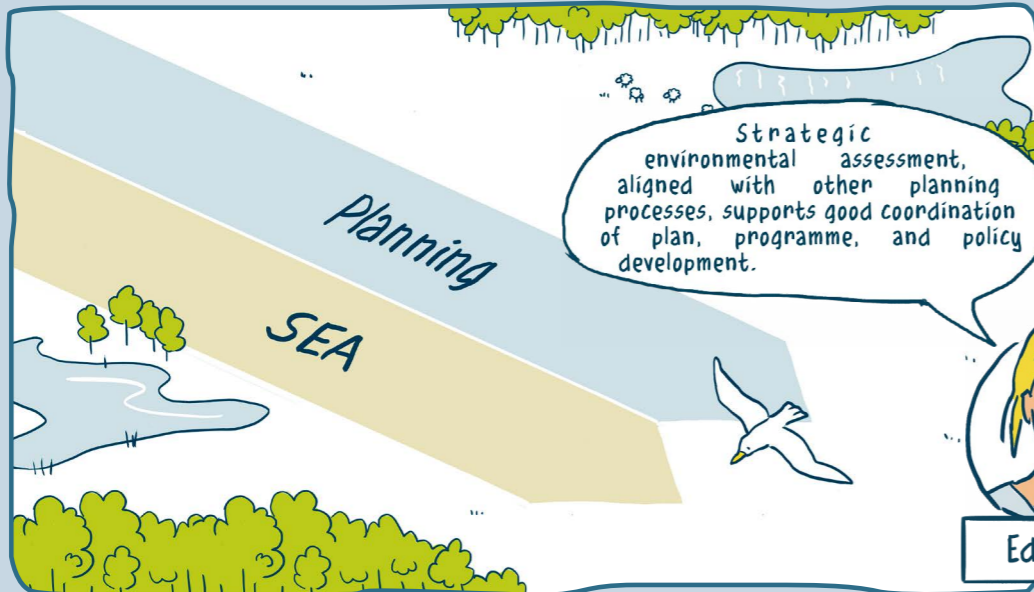 Strategic
environmental assessment,
aligned with other planning
processes, supports good coordination
of plan, programme, and policy
development.
Planning
SEA